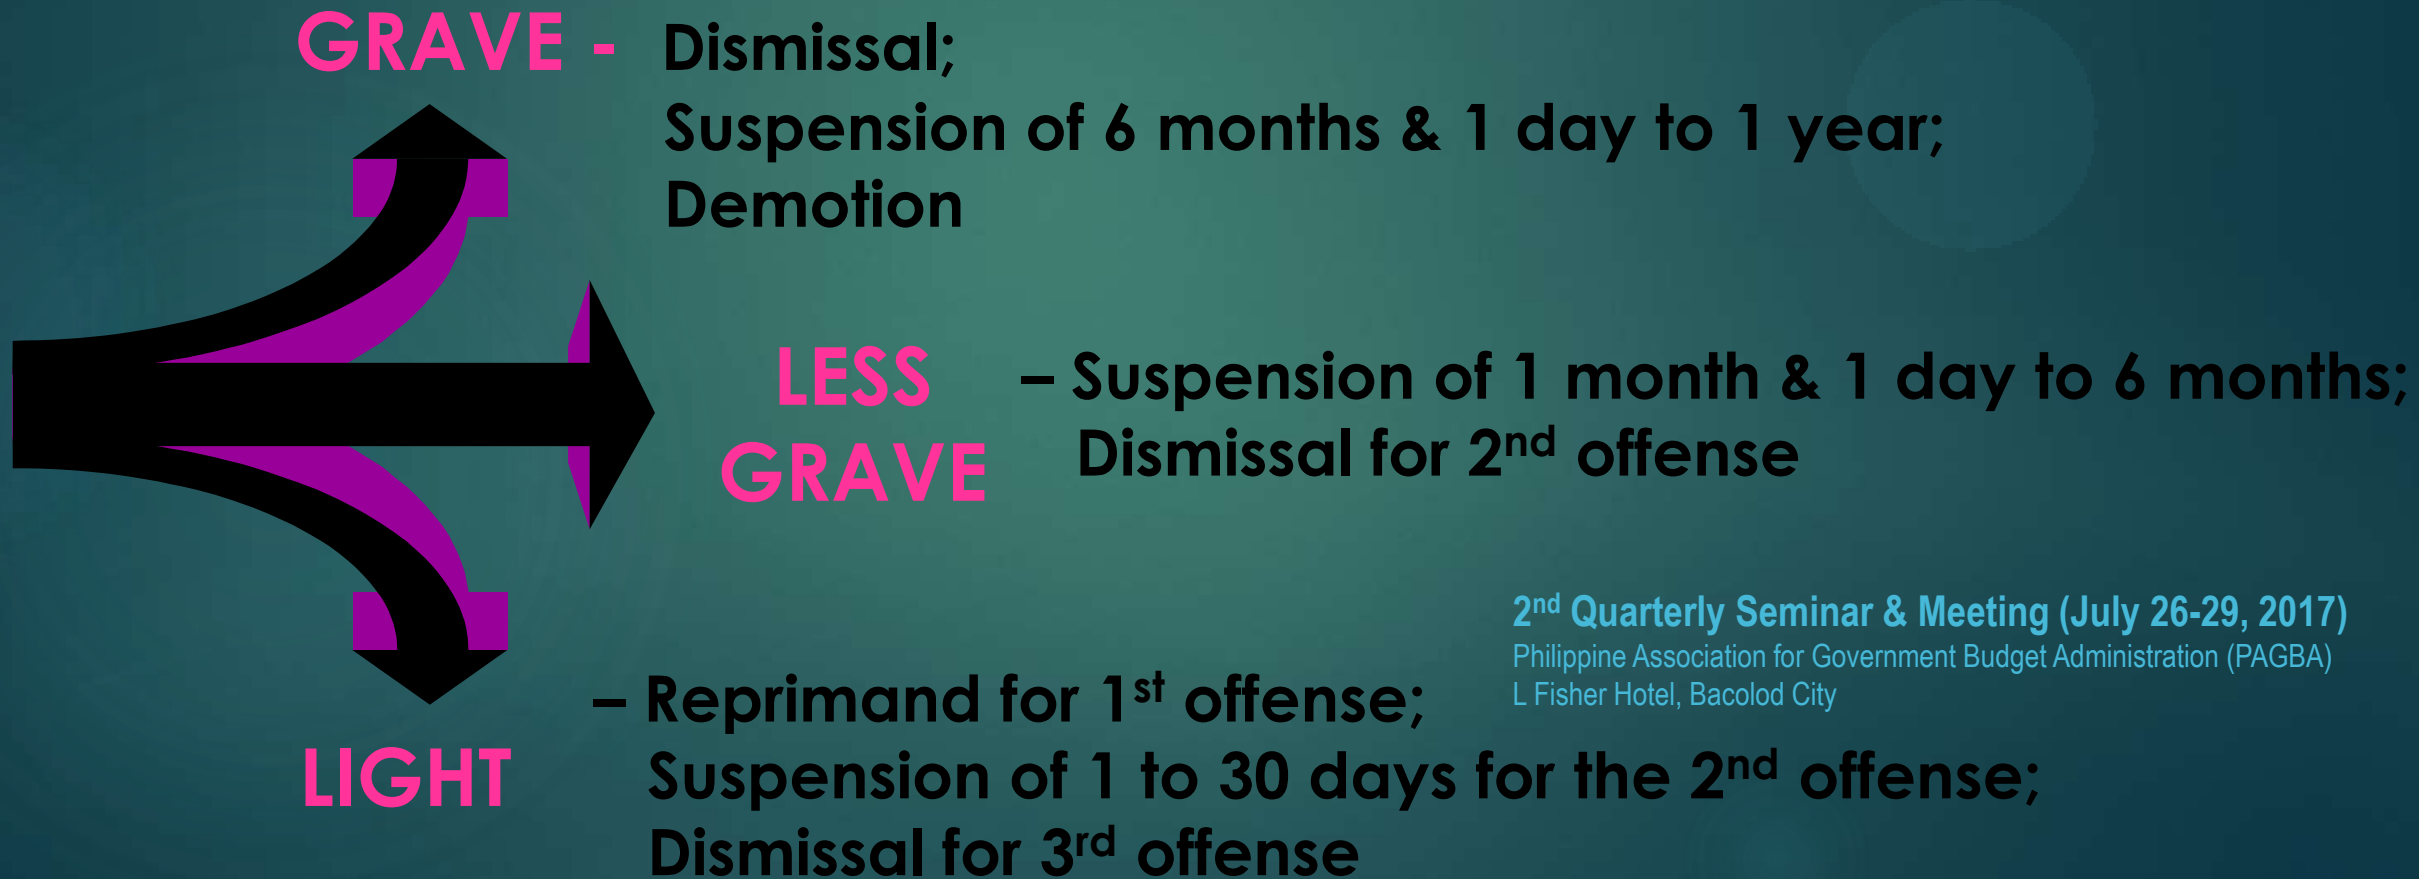 GRAVE - Dismissal;
Suspension of 6 months & 1 day to 1 year;
Demotion
LESS
GRAVE
– Suspension of 1 month & 1 day to 6 months;
Dismissal for 2nd offense
2nd Quarterly Seminar & Meeting (July 26-29, 2017)
Philippine Association for Government Budget Administration (PAGBA)
L Fisher Hotel, Bacolod City
LIGHT
– Reprimand for 1st offense;
Suspension of 1 to 30 days for the 2nd offense;
Dismissal for 3rd offense